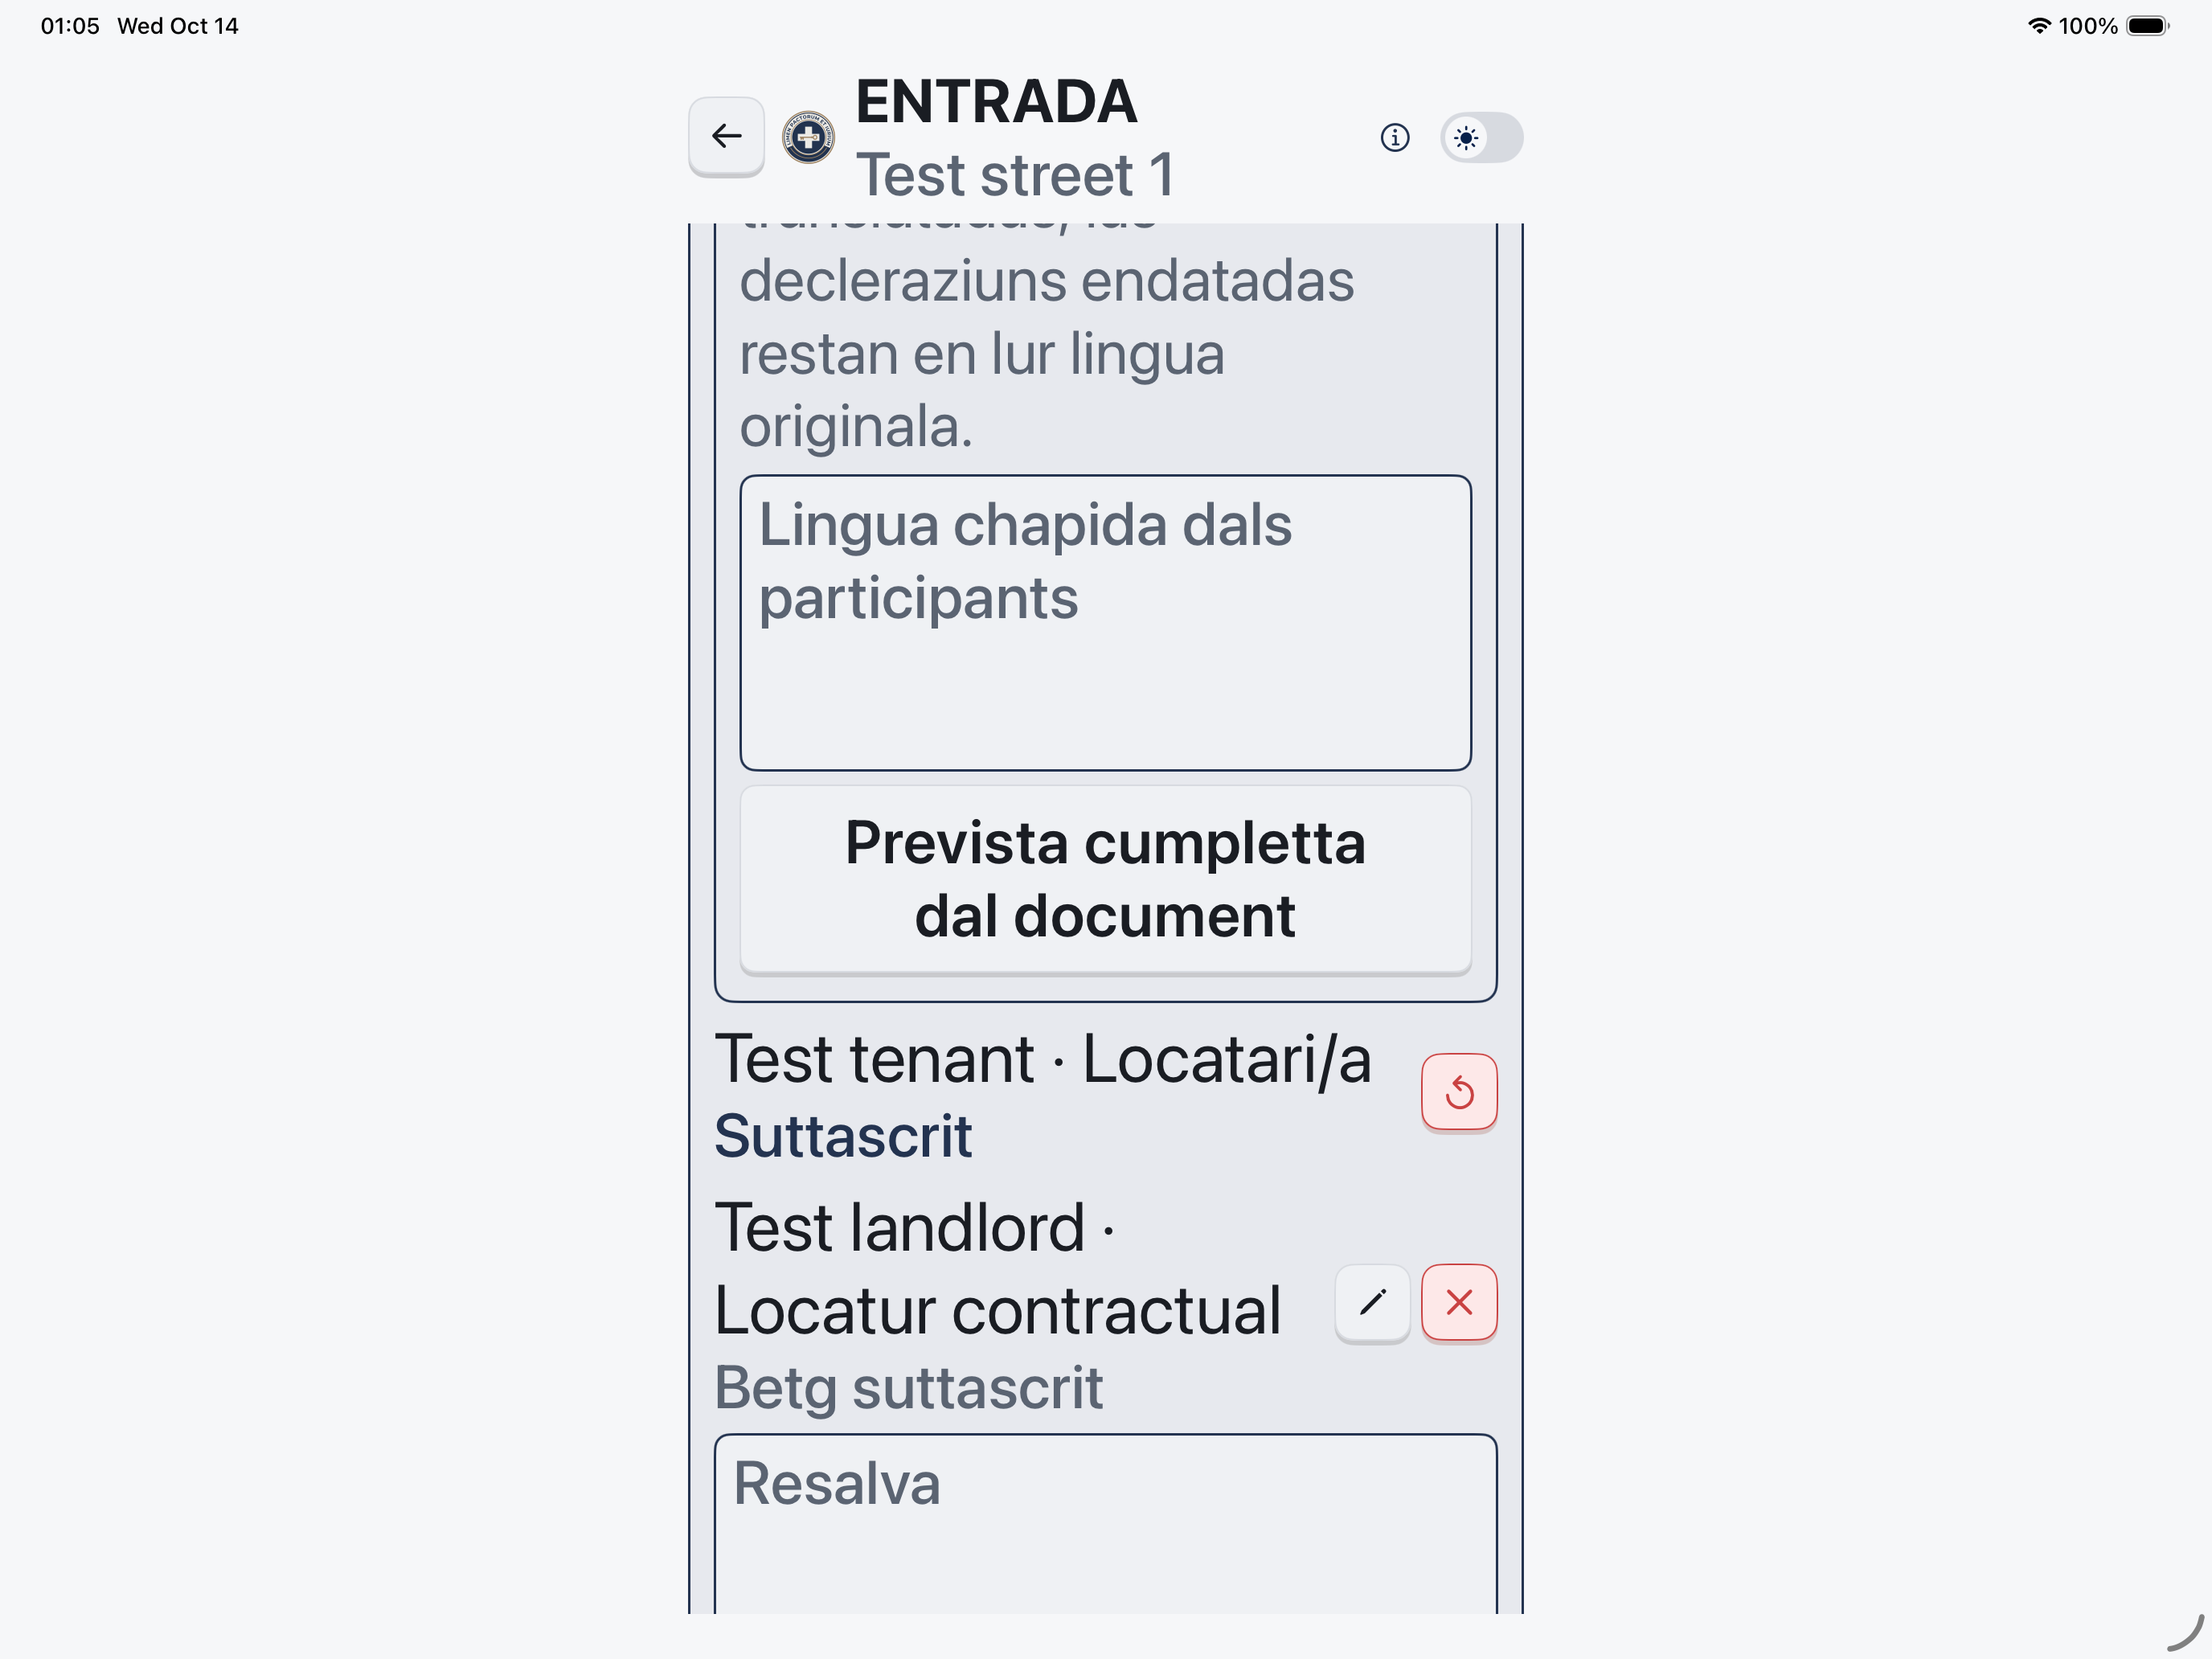 01:05 Wed Oct 14
100%
ENTRADA
Test street 1
decleraziuns endatadas
restan en lur lingua
originala.
Lingua chapida dals
participants
Prevista cumpletta
dal document
Test tenant · Locatari/a
Suttascrit
Test landlord ·
Locatur contractual
Betg suttascrit
Resalva